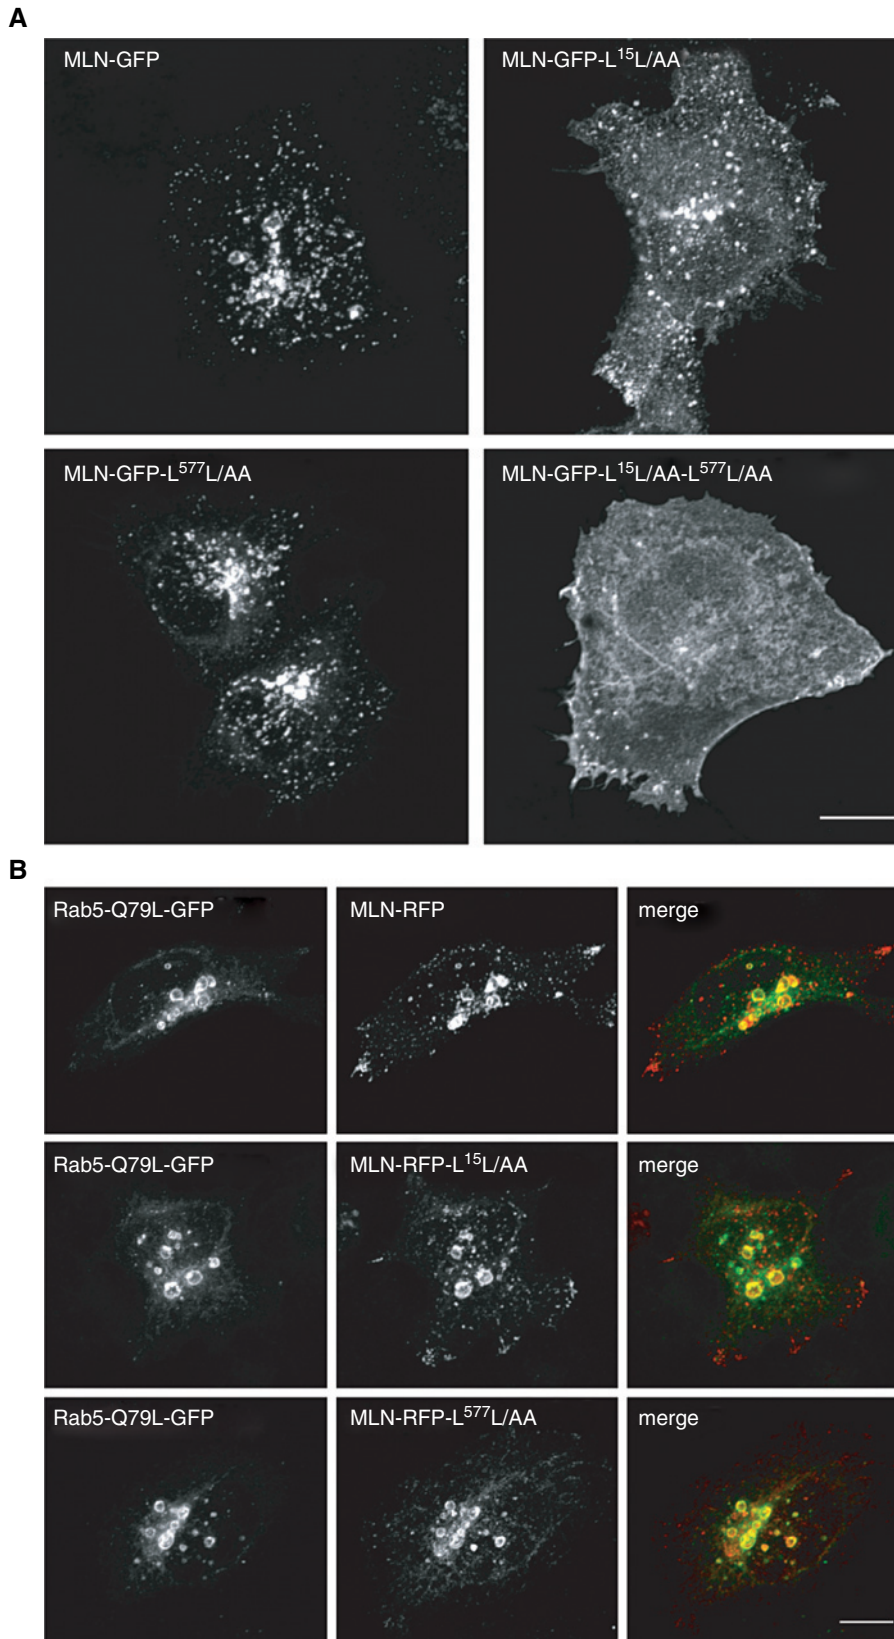 A
MLN-GFP
MLN-GFP-L¹⁵L/AA
MLN-GFP-L⁵⁷⁷L/AA
MLN-GFP-L¹⁵L/AA-L⁵⁷⁷L/AA
B
Rab5-Q79L-GFP
MLN-RFP
merge
Rab5-Q79L-GFP
MLN-RFP-L¹⁵L/AA
merge
Rab5-Q79L-GFP
MLN-RFP-L⁵⁷⁷L/AA
merge